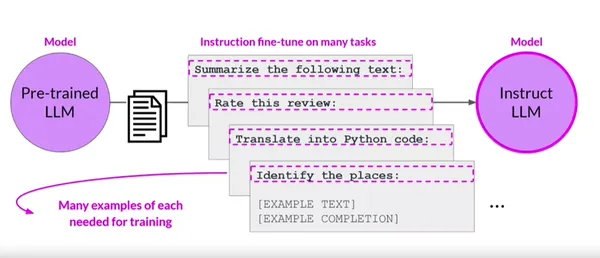 Model
Instruction fine-tune on many tasks
Model
Pre-trained
LLM
Summarize the following text:
Rate this review:
Translate into Python code:
Identify the places:
[EXAMPLE TEXT]
[EXAMPLE COMPLETION]
...
Instruct
LLM
Many examples of each
needed for training